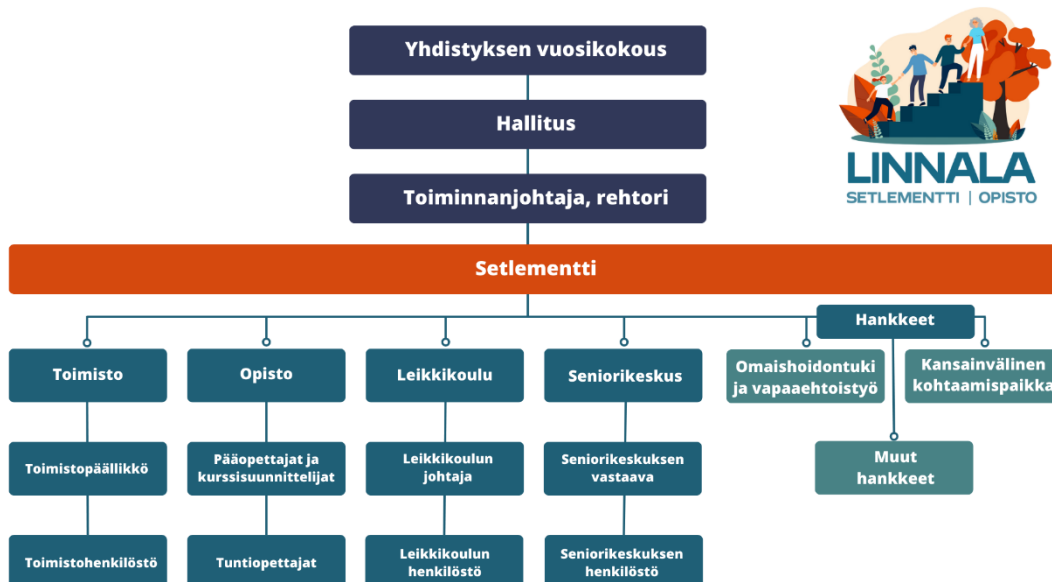 Yhdistyksen vuosikokous
Hallitus
Toiminnanjohtaja, rehtori
LINNALA
SETLEMENTTI | OPISTO
Setlementti
Hankkeet
Toimisto
Opisto
Leikkikoulu
Seniorikeskus
Omaishoidontuki
ja vapaaehtoistyö
Kansainvälinen
kohtaamispaikka
Toimistopäällikkö
Pääopettajat ja
kurssisuunnittelijat
Leikkikoulun
johtaja
Seniorikeskuksen
vastaava
Muut
hankkeet
Toimistohenkilöstö
Tuntiopettajat
Leikkikoulun
henkilöstö
Seniorikeskuksen
henkilöstö